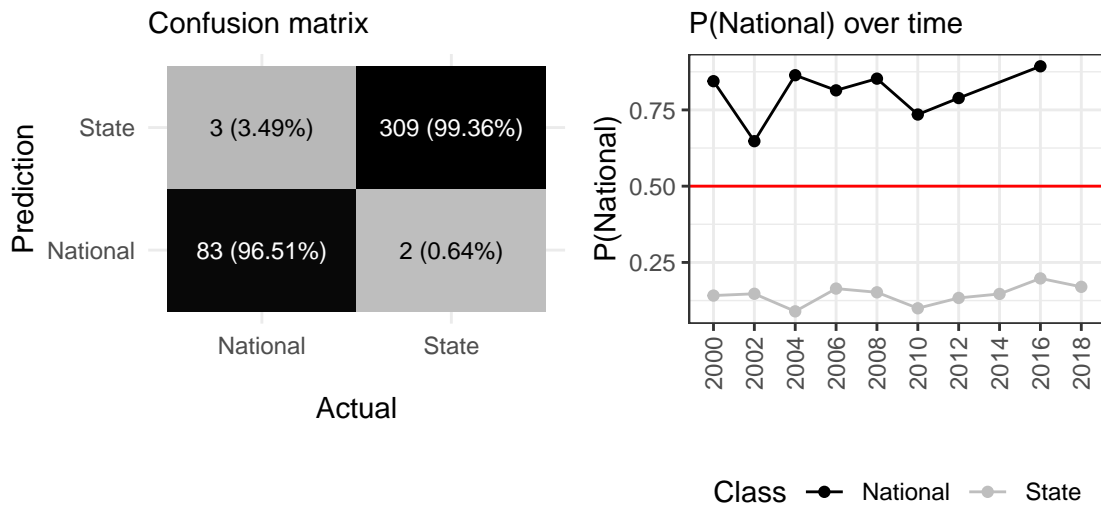 Confusion matrix
Prediction
State
National
3 (3.49%)
309 (99.36%)
83 (96.51%)
2 (0.64%)
National
State
Actual
P(National) over time
P(National)
0.75
0.50
0.25
2000
2002
2004
2006
2008
2010
2012
2014
2016
2018
Class
National
State